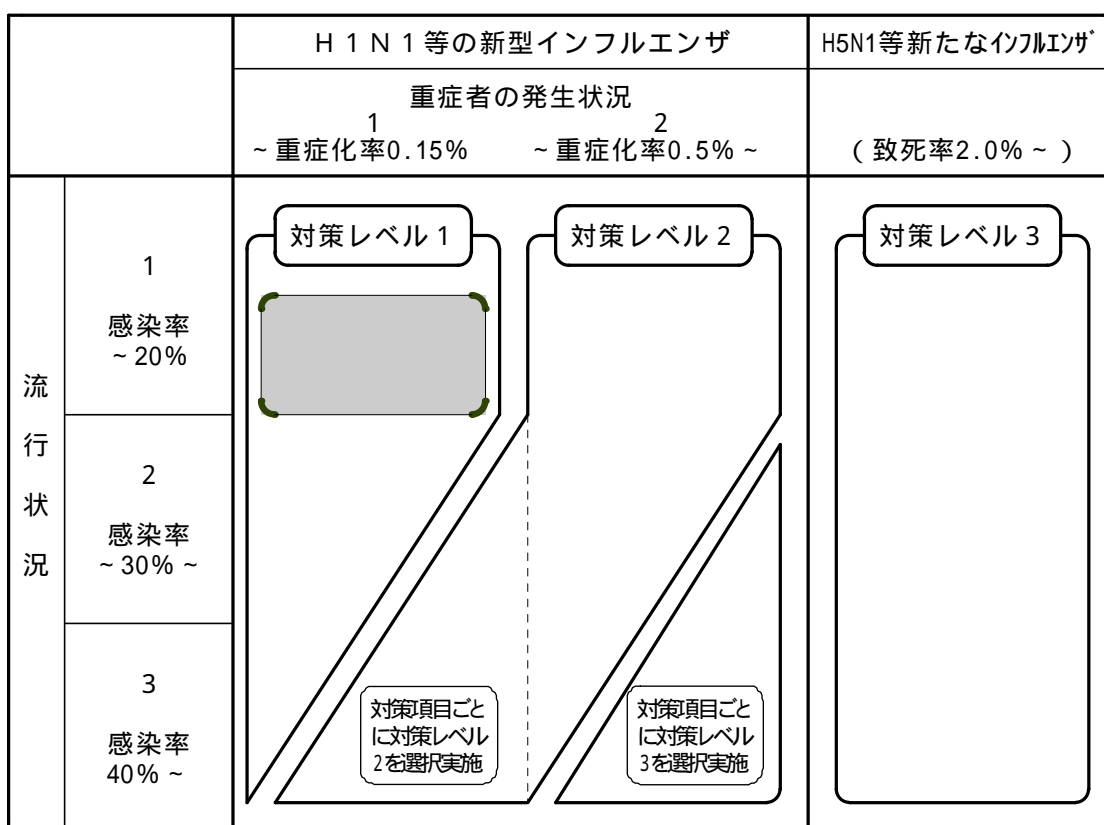 H1N1等の新型インフルエンザ
H5N1等新たなインフルエンザ
重症者の発生状況
1
2
~重症化率0.15%
~重症化率0.5%~
(致死率2.0%~)
対策レベル1
対策レベル2
対策レベル3
流
行
状
況
1
感染率
~20%
2
感染率
~30%~
3
感染率
40%~
対策項目ごと
に対策レベル
2を選択実施
対策項目ごと
に対策レベル
3を選択実施